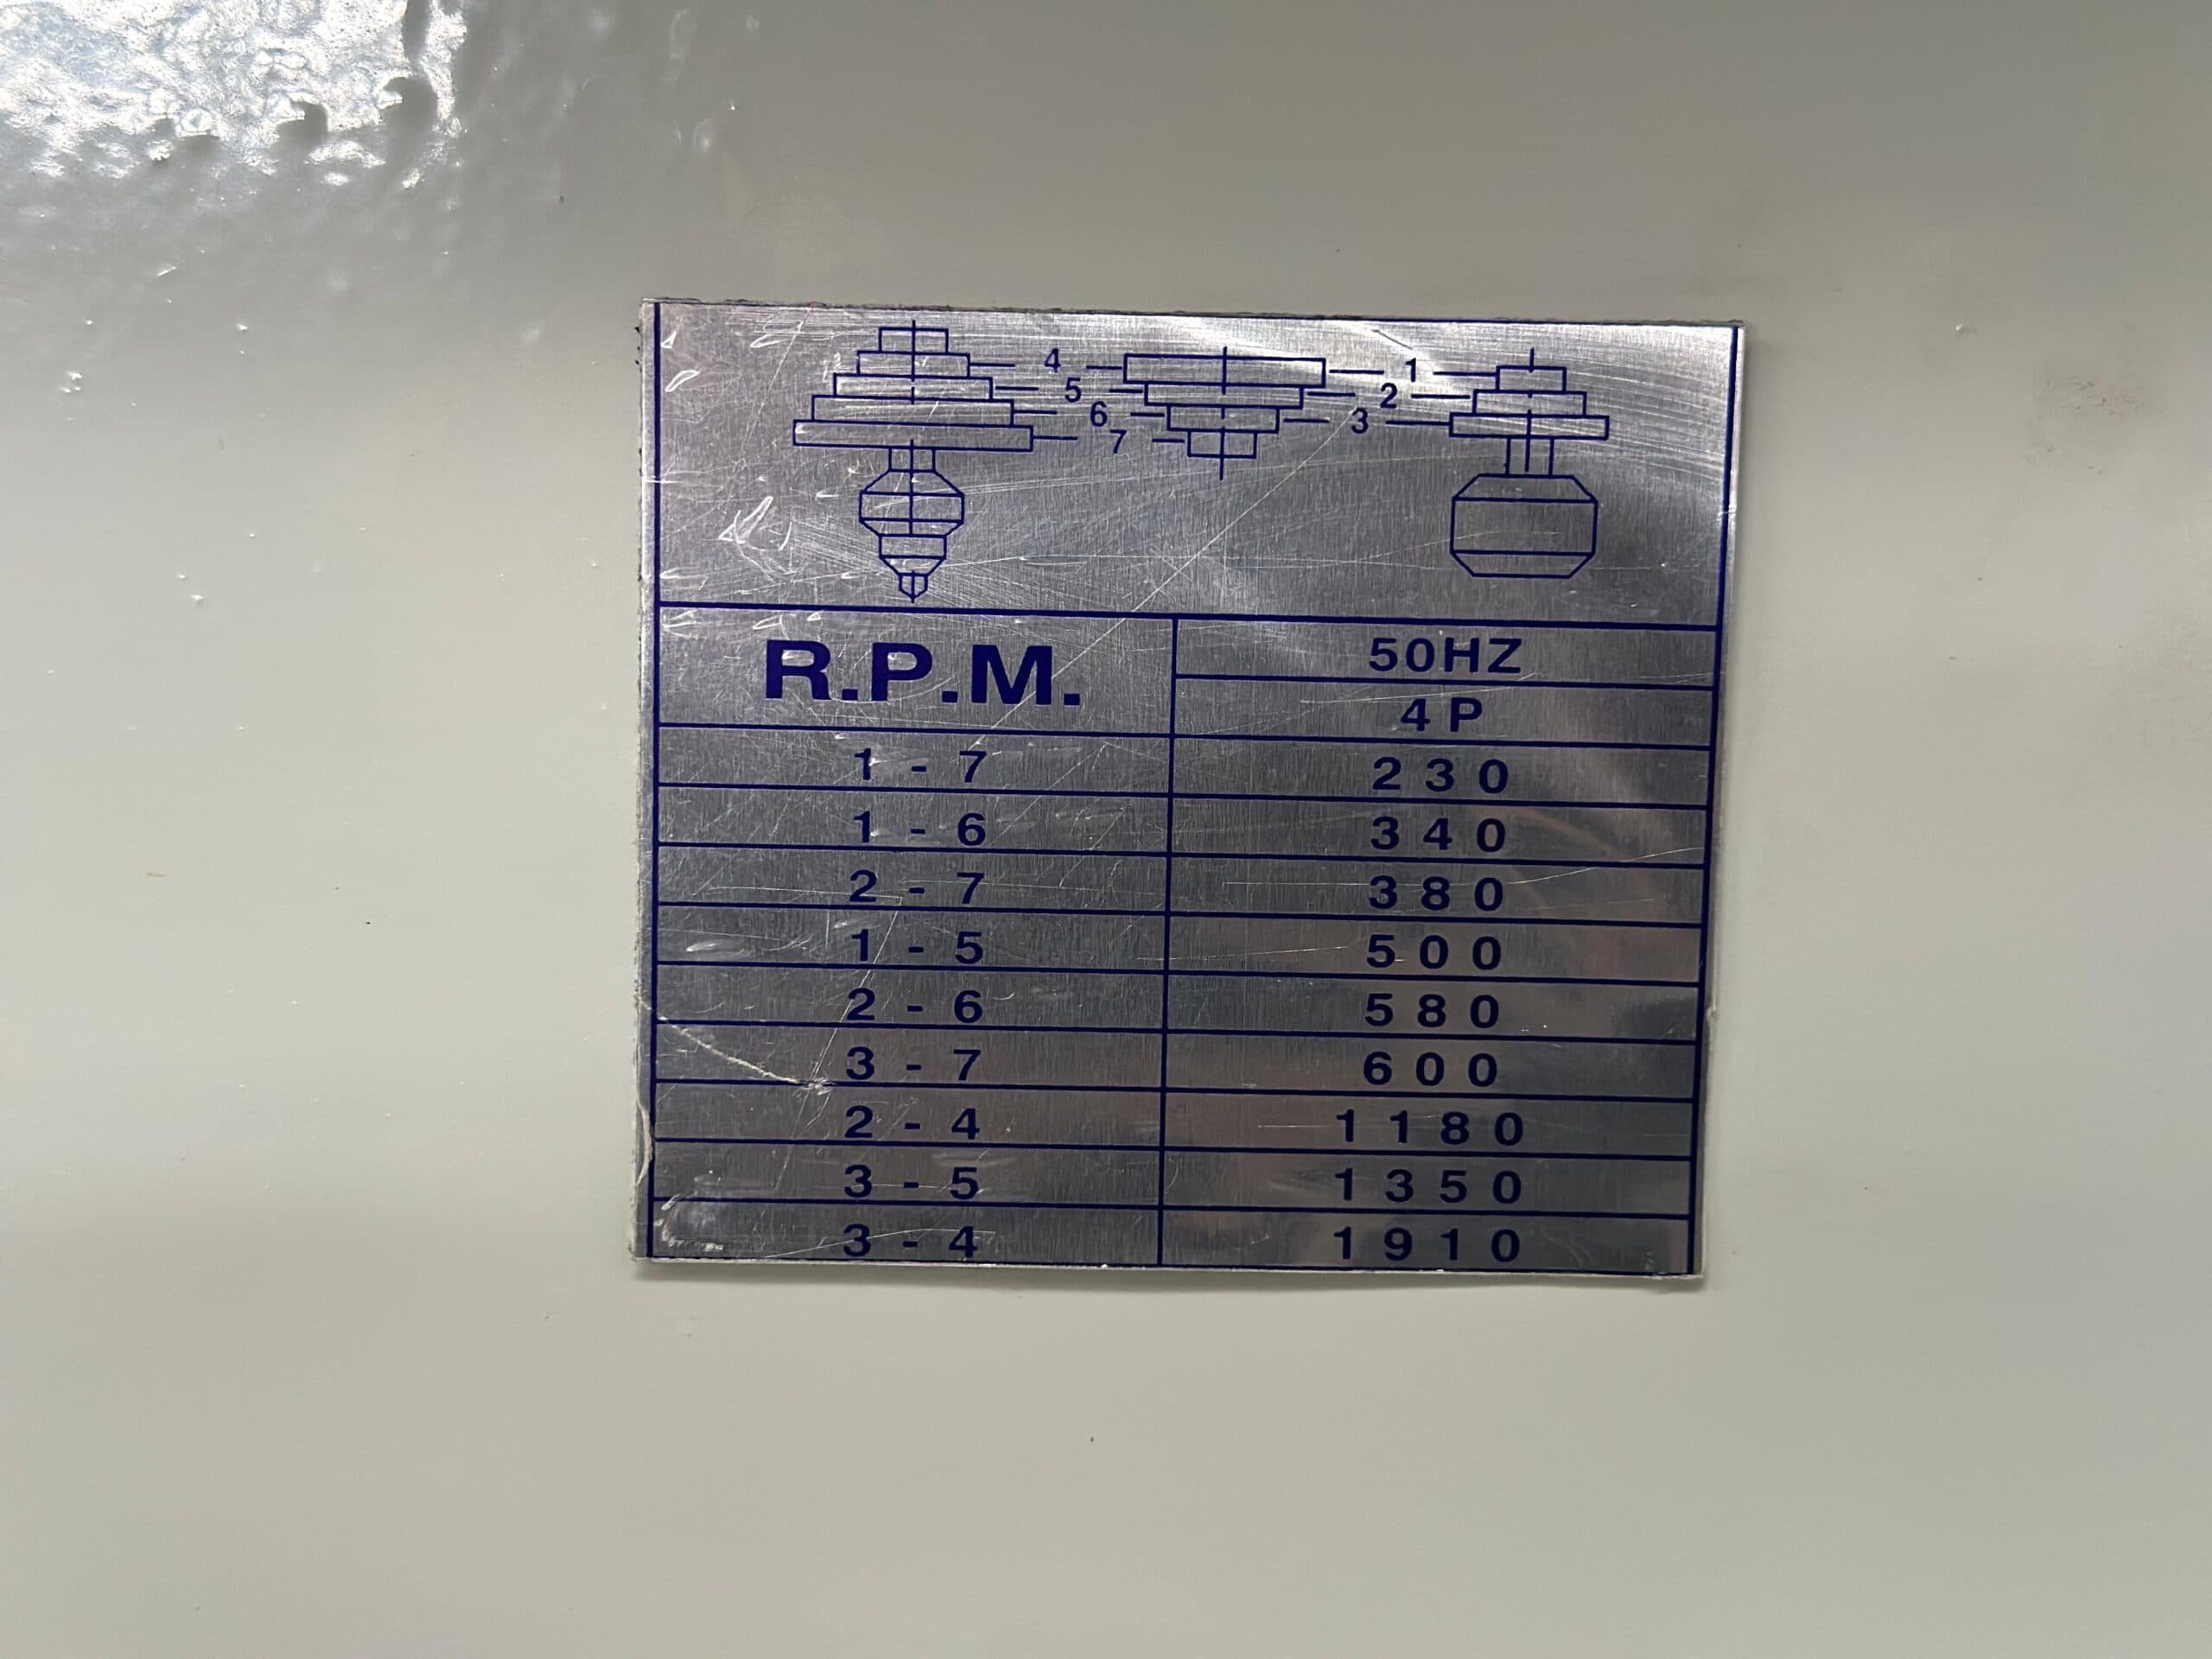 4 1
5 2
6 3
7
R.P.M. 50HZ
4P
1 - 7 230
1 - 6 340
2 - 7 380
1 - 5 500
2 - 6 580
3 - 7 600
2 - 4 1180
3 - 5 1350
3 - 4 1910